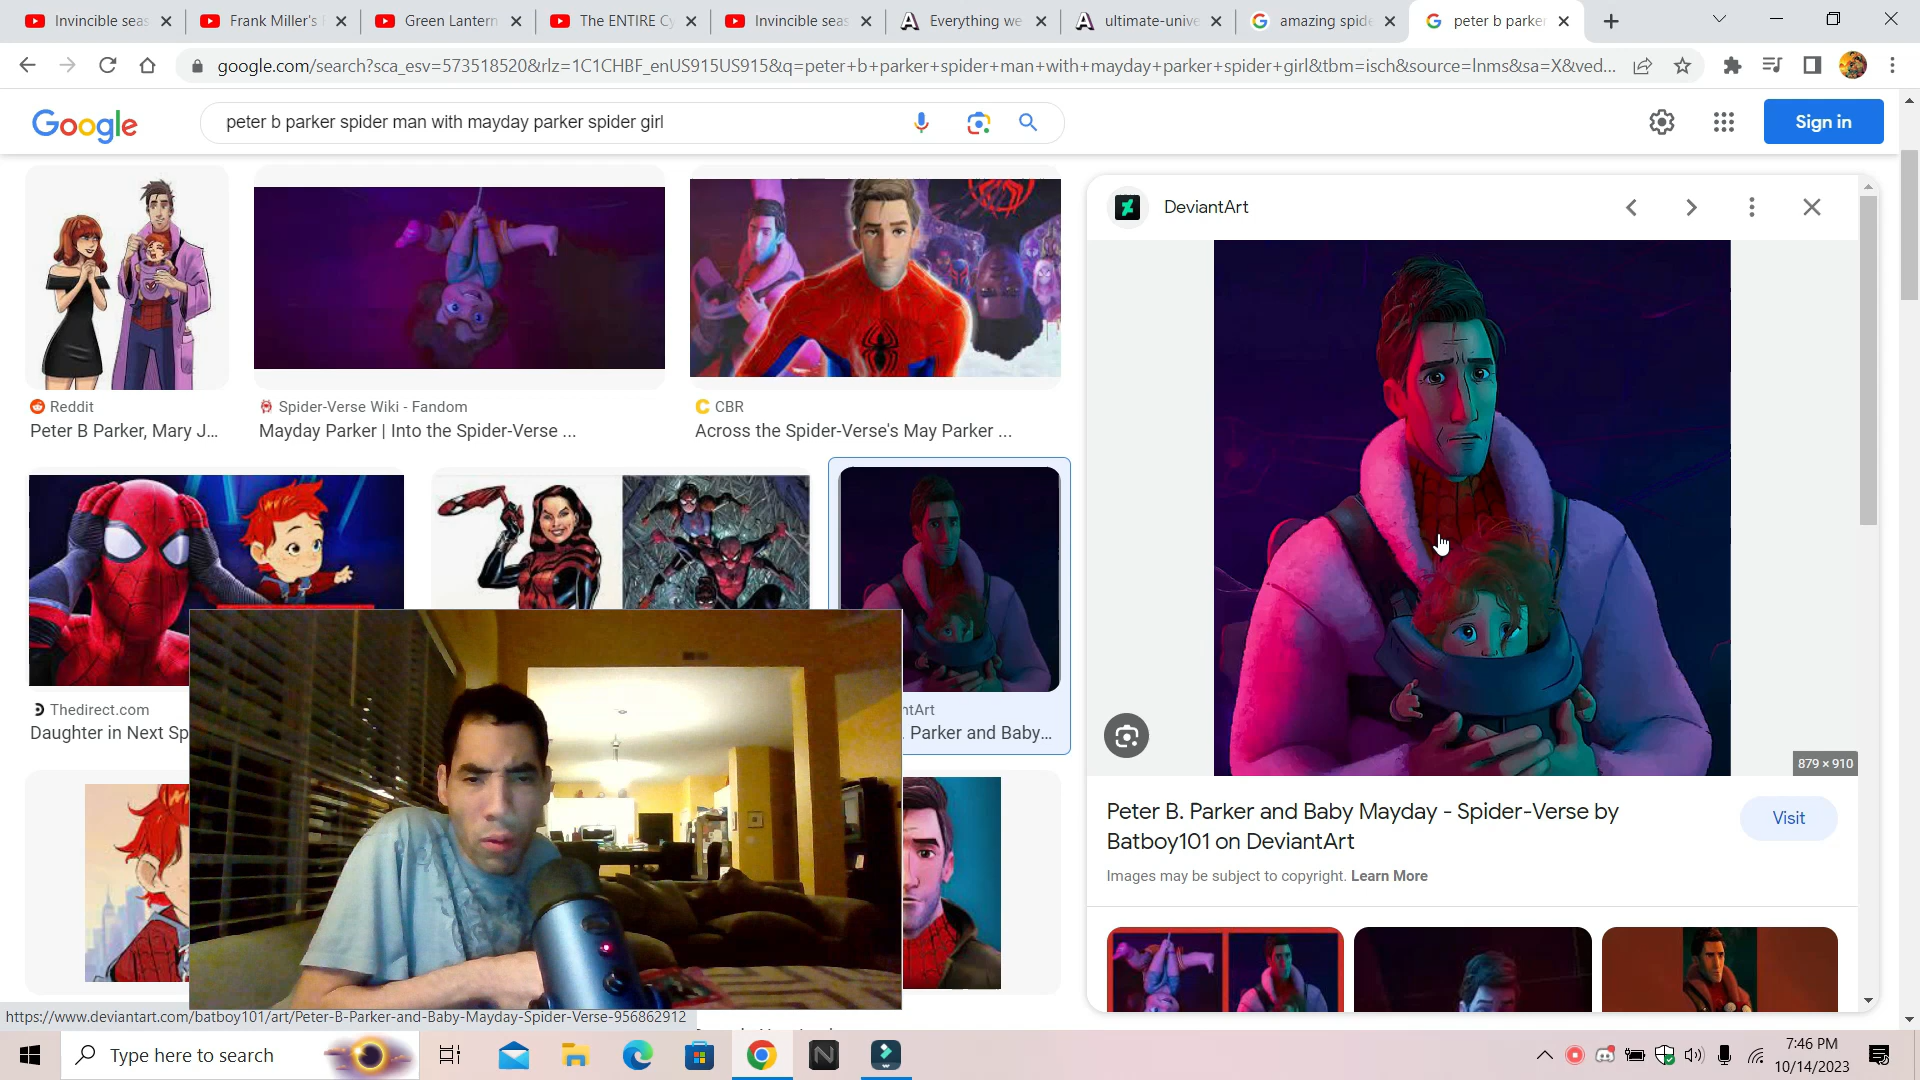 Invincible seas
Frank Miller's
Green Lantern
The ENTIRE Cy
Invincible seas
Everything we
ultimate-unive
amazing spide
peter b parker
google.com/search?sca_esv=573518520&rlz=1C1CHBF_enUS915US915&q=peter+b+parker+spider+man+with+mayday+parker+spider+girl&tbm=isch&source=lnms&sa=X&ved...
Google
peter b parker spider man with mayday parker spider girl
Sign in
DeviantArt
Reddit
Peter B Parker, Mary J...
Spider-Verse Wiki - Fandom
Mayday Parker | Into the Spider-Verse ...
CBR
Across the Spider-Verse's May Parker ...
Thedirect.com
Daughter in Next Sp
ntArt
. Parker and Baby...
879 × 910
Peter B. Parker and Baby Mayday - Spider-Verse by
Batboy101 on DeviantArt
Visit
Images may be subject to copyright. Learn More
https://www.deviantart.com/batboy101/art/Peter-B-Parker-and-Baby-Mayday-Spider-Verse-956862912
Type here to search
7:46 PM
10/14/2023